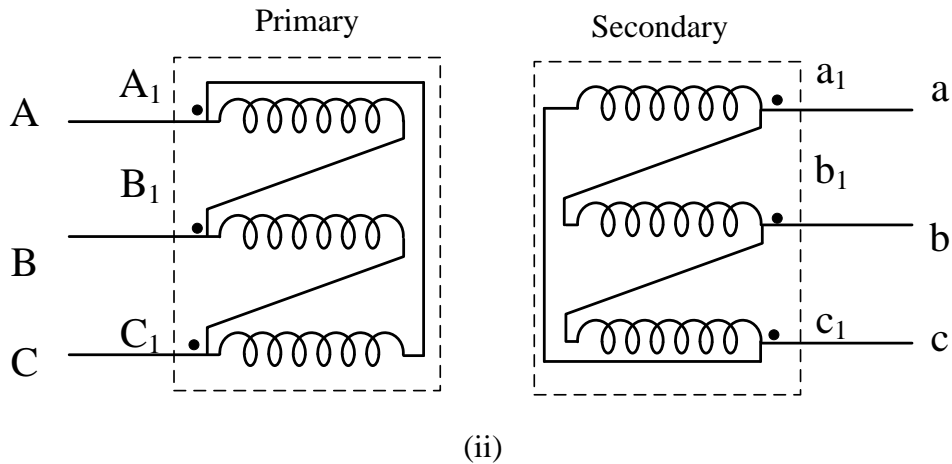 Primary Secondary
A A₁ a₁ a
B₁ b₁
B b
C C₁ c₁ c
(ii)